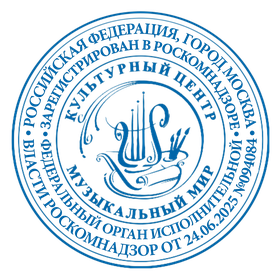 • РОССИЙСКАЯ ФЕДЕРАЦИЯ, ГОРОД МОСКВА •
ВЛАСТИ РОСКОМНАДЗОР ОТ 24.06.2025 №094084
• ЗАРЕГИСТРИРОВАН В РОСКОМНАДЗОРЕ •
ФЕДЕРАЛЬНЫЙ ОРГАН ИСПОЛНИТЕЛЬНОЙ
КУЛЬТУРНЫЙ ЦЕНТР
МУЗЫКАЛЬНЫЙ МИР